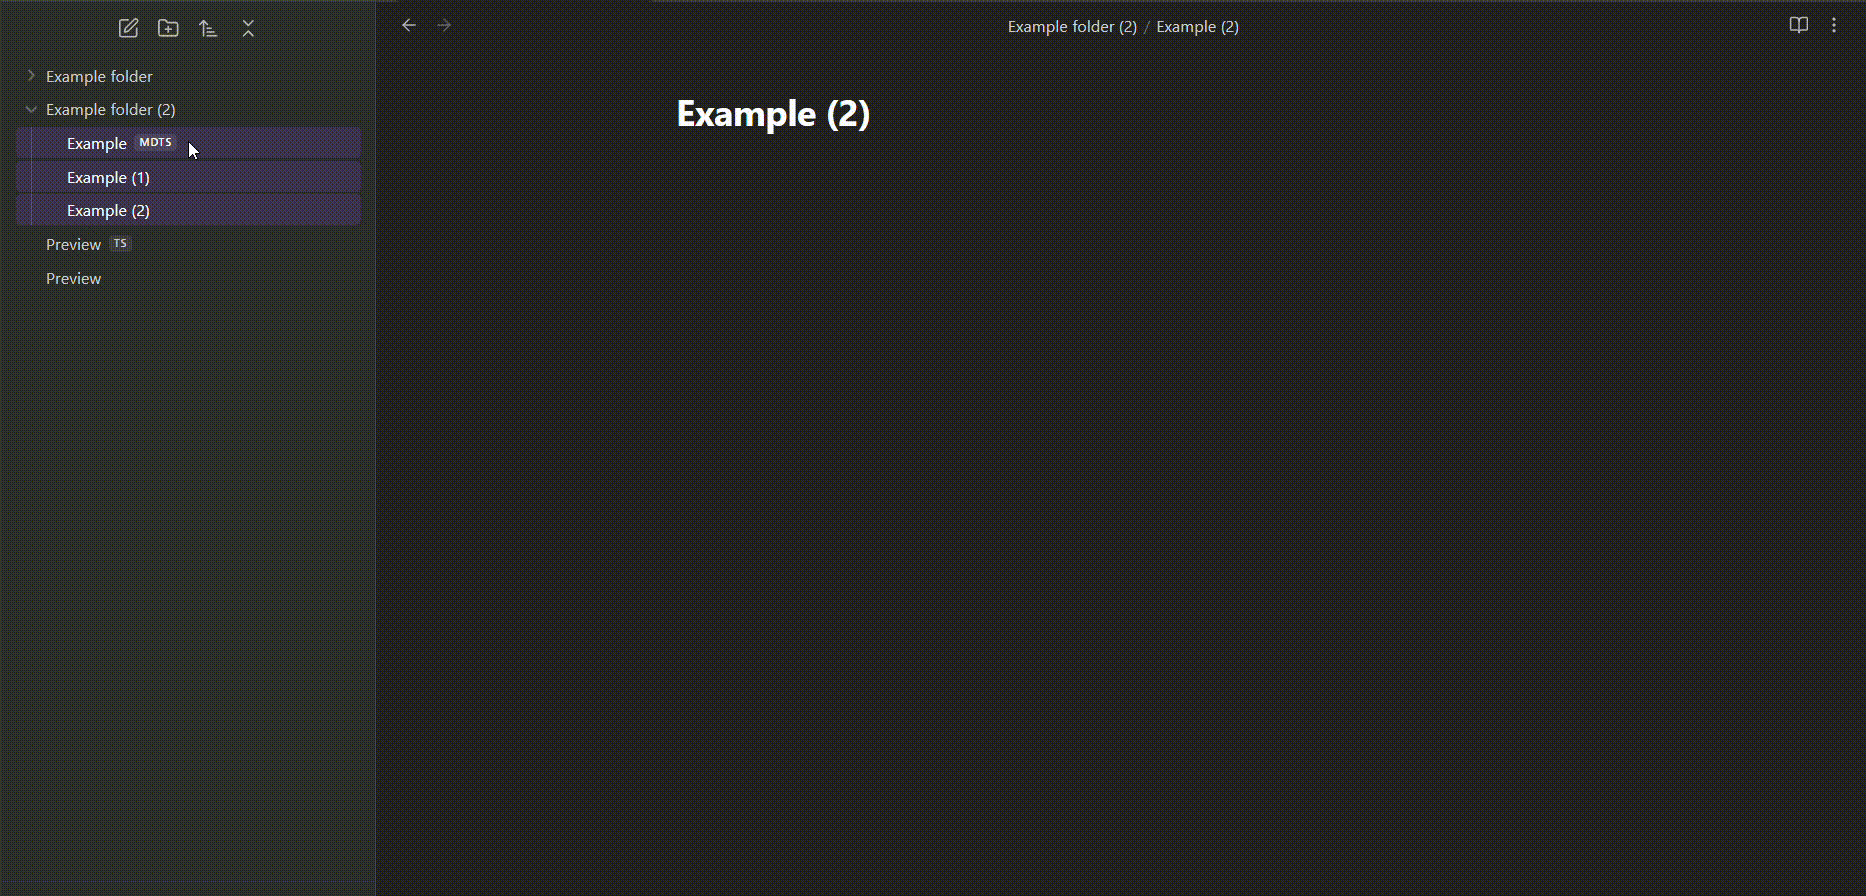 Example folder (2) / Example (2)
Example folder
Example folder (2)
Example MDTS
Example (1)
Example (2)
Preview TS
Preview
Example (2)